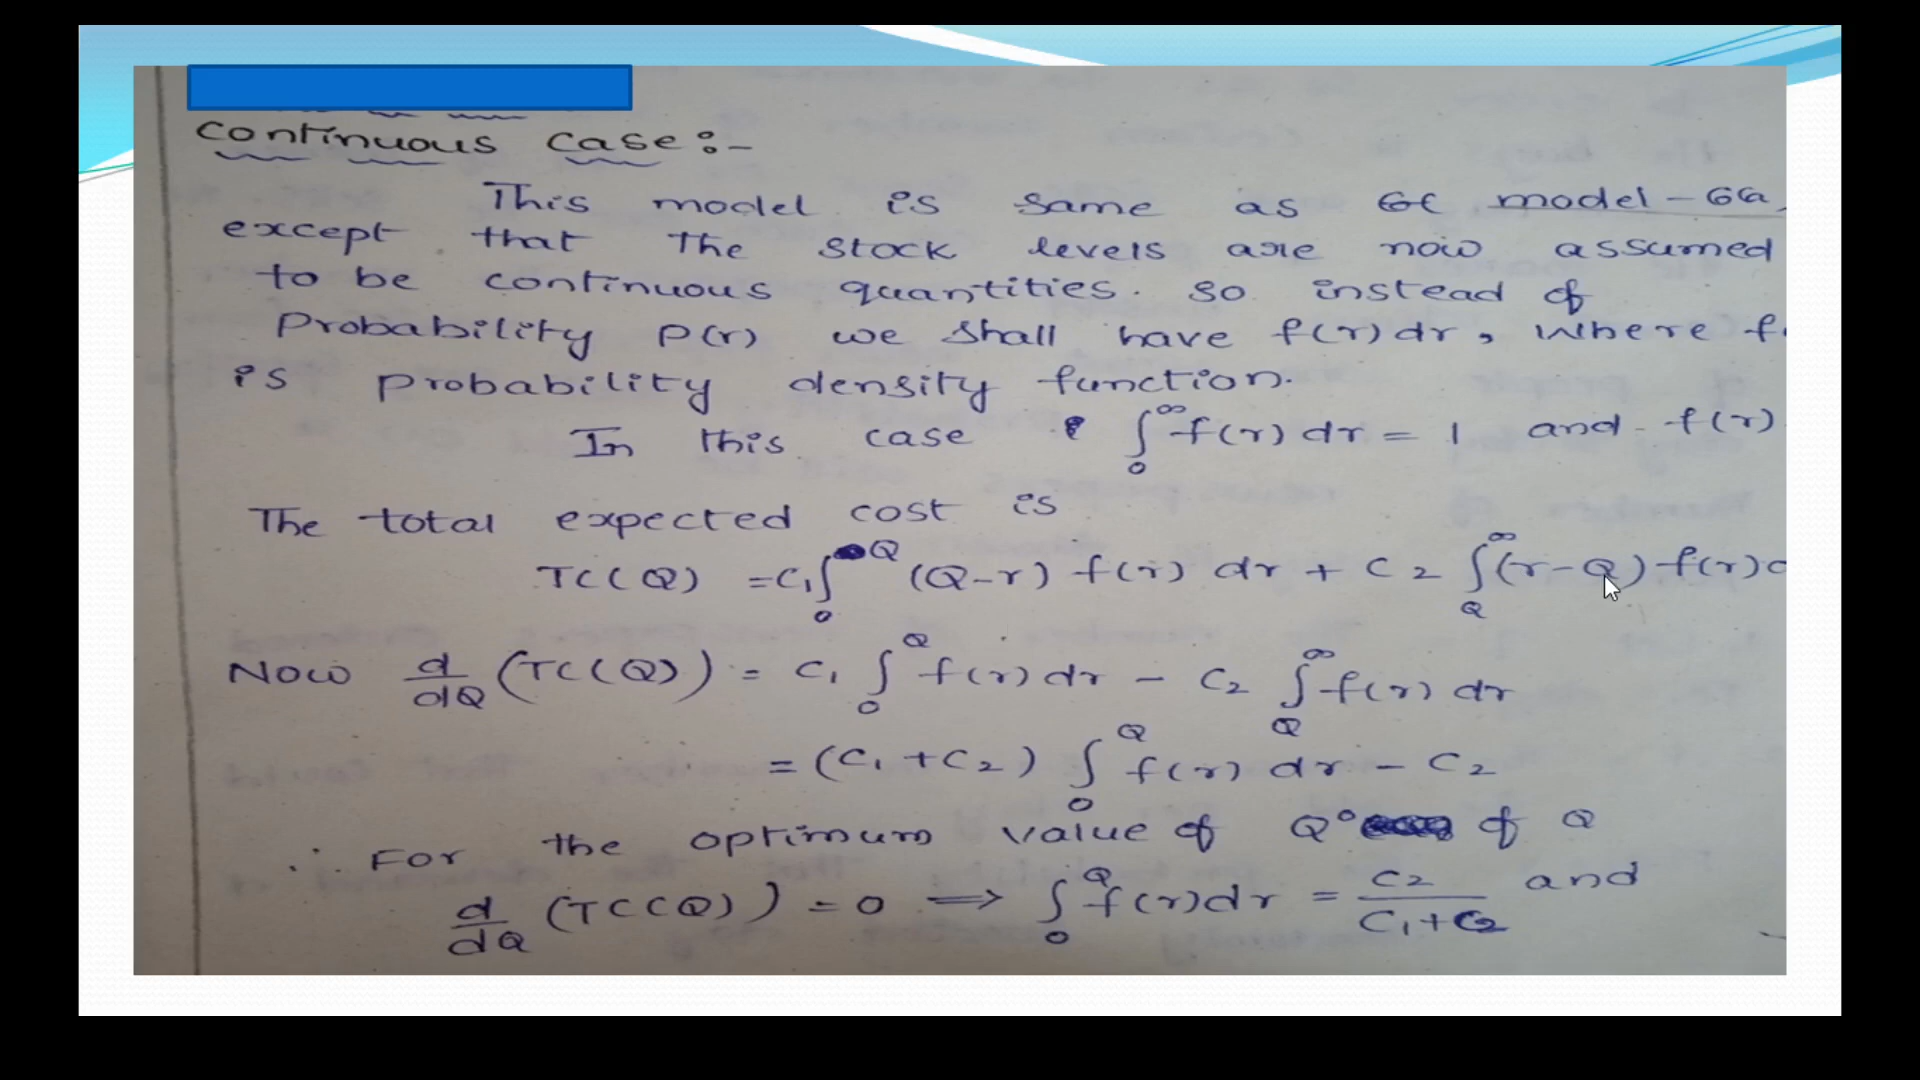 Continuous Case :-
This model is same as model - 6a,
except that The stock levels are now assumed
to be continuous quantities. so instead of
Probability P(r) we shall have f(r) dr, where f
is probability density function.
In this case ∫₀^∞ f(r) dr = 1 and f(r)
The total expected cost is
TC(Q) = C₁ ∫₀^Q (Q-r) f(r) dr + C₂ ∫_Q^∞ (r-Q) f(r)
Now d/dQ (TC(Q)) = C₁ ∫₀^Q f(r) dr - C₂ ∫_Q^∞ f(r) dr
= (C₁ + C₂) ∫₀^Q f(r) dr - C₂
∴ For the optimum value of Q° of Q
d/dQ (TC(Q)) = 0 ⟹ ∫₀^Q f(r) dr = C₂/(C₁+C₂) and